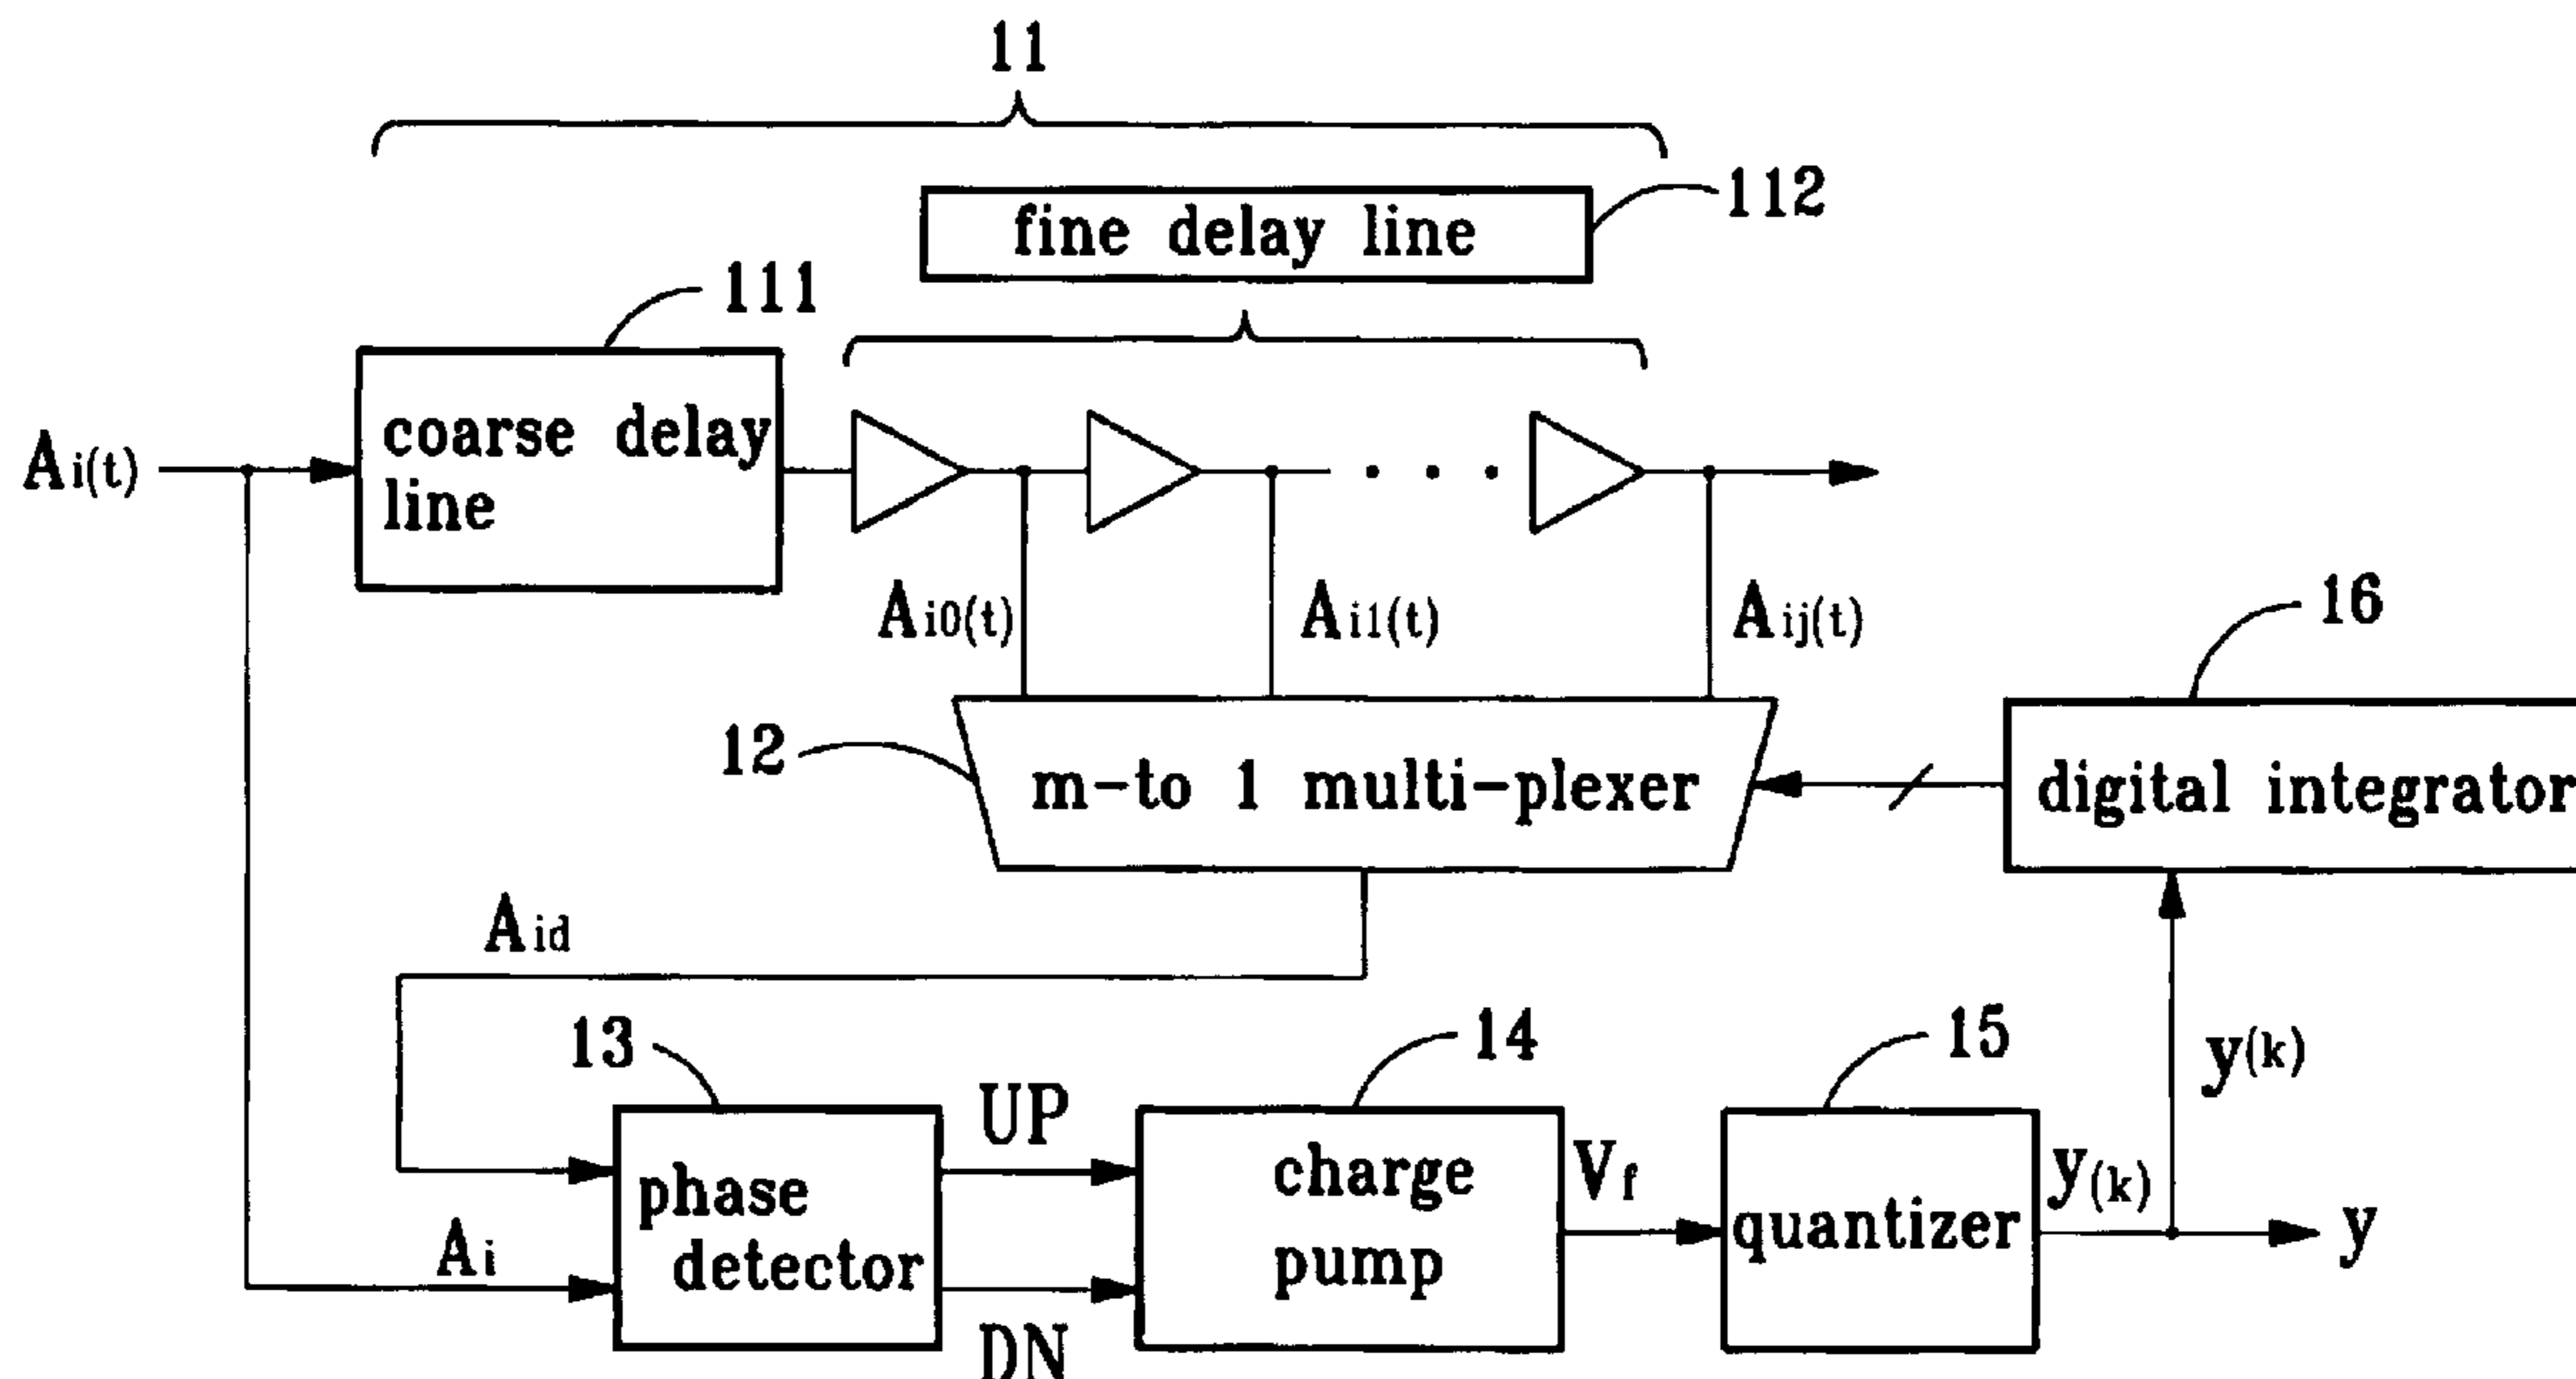 11
fine delay line
112
111
coarse delay
line
Ai(t)
Ai0(t)
Ai1(t)
Aij(t)
16
12
m-to 1 multi-plexer
digital integrator
Aid
13
14
15
y(k)
UP
phase
detector
charge
pump
Vf
quantizer
y(k)
y
Ai
DN